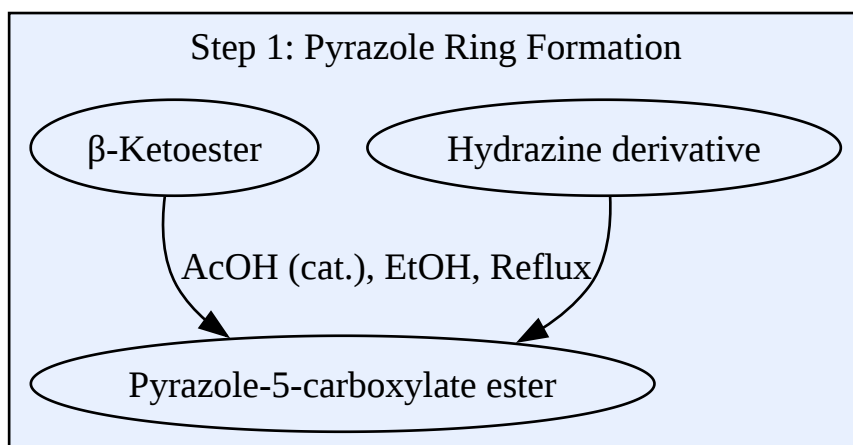 Step 1: Pyrazole Ring Formation
β-Ketoester
Hydrazine derivative
AcOH (cat.), EtOH, Reflux
Pyrazole-5-carboxylate ester